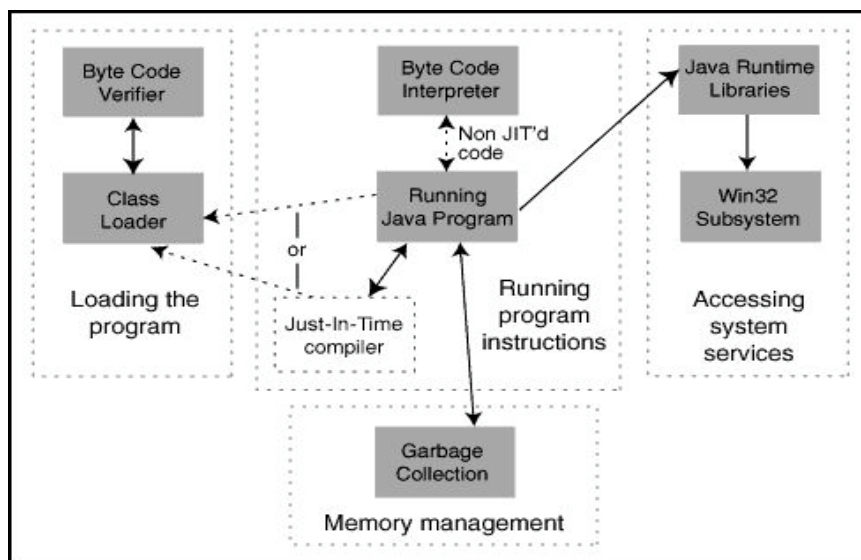 Byte Code
Verifier
Class
Loader
Loading the
program
Byte Code
Interpreter
Non JIT'd
code
Running
Java Program
or
Just-In-Time
compiler
Running
program
instructions
Java Runtime
Libraries
Win32
Subsystem
Accessing
system
services
Garbage
Collection
Memory management